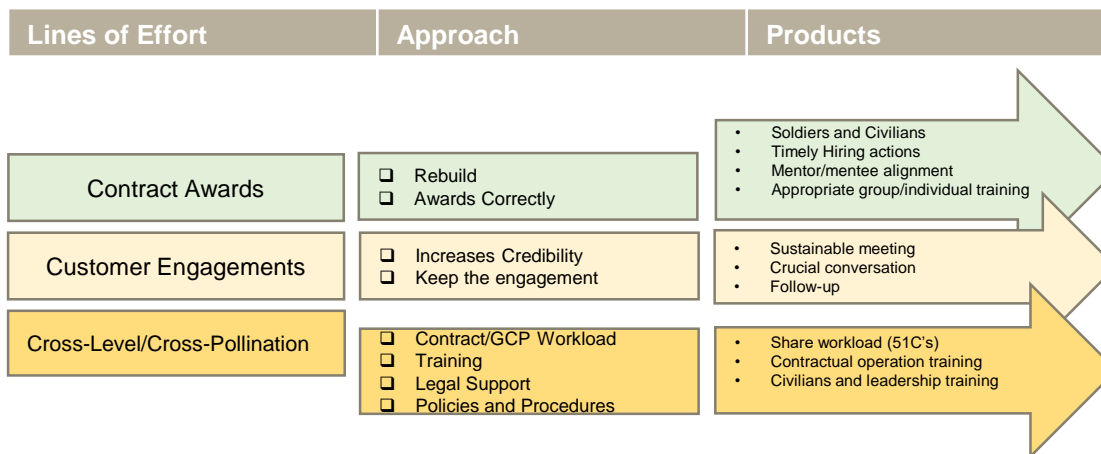 Lines of Effort
Approach
Products
Contract Awards
❑ Rebuild
❑ Awards Correctly
• Soldiers and Civilians
• Timely Hiring actions
• Mentor/mentee alignment
• Appropriate group/individual training
Customer Engagements
❑ Increases Credibility
❑ Keep the engagement
• Sustainable meeting
• Crucial conversation
• Follow-up
Cross-Level/Cross-Pollination
❑ Contract/GCP Workload
❑ Training
❑ Legal Support
❑ Policies and Procedures
• Share workload (51C's)
• Contractual operation training
• Civilians and leadership training